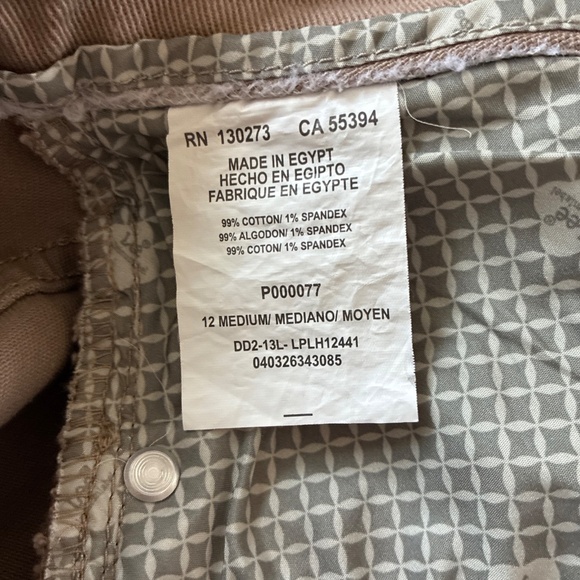 RN 130273 CA 55394
MADE IN EGYPT
HECHO EN EGIPTO
FABRIQUE EN EGYPTE
99% COTTON/ 1% SPANDEX
99% ALGODON/ 1% SPANDEX
99% COTON/ 1% SPANDEX
P000077
12 MEDIUM/ MEDIANO/ MOYEN
DD2-13L- LPLH12441
040326343085